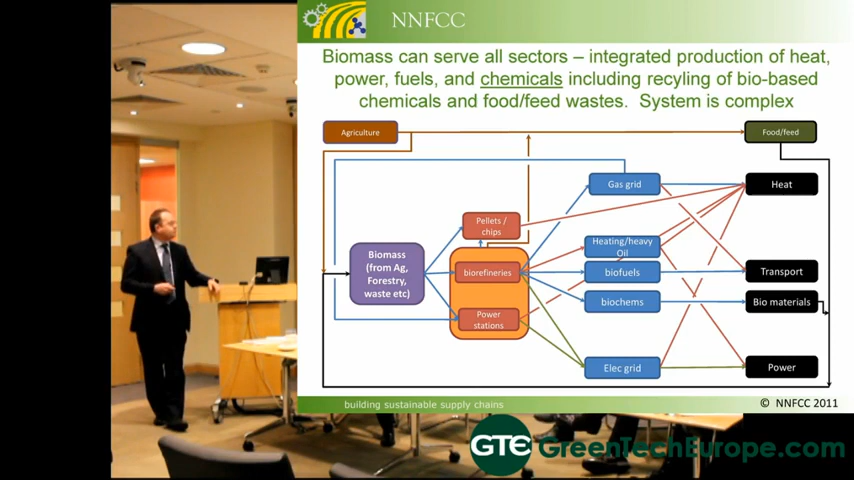 NNFCC
Biomass can serve all sectors – integrated production of heat,
power, fuels, and chemicals including recyling of bio-based
chemicals and food/feed wastes. System is complex
Agriculture
Food/feed
Gas grid
Heat
Pellets /
chips
Heating/heavy
Oil
Biomass
(from Ag,
Forestry,
waste etc)
biorefineries
biofuels
Transport
biochems
Bio materials
Power
stations
Elec grid
Power
building sustainable supply chains
© NNFCC 2011
GTE GreenTechEurope.com